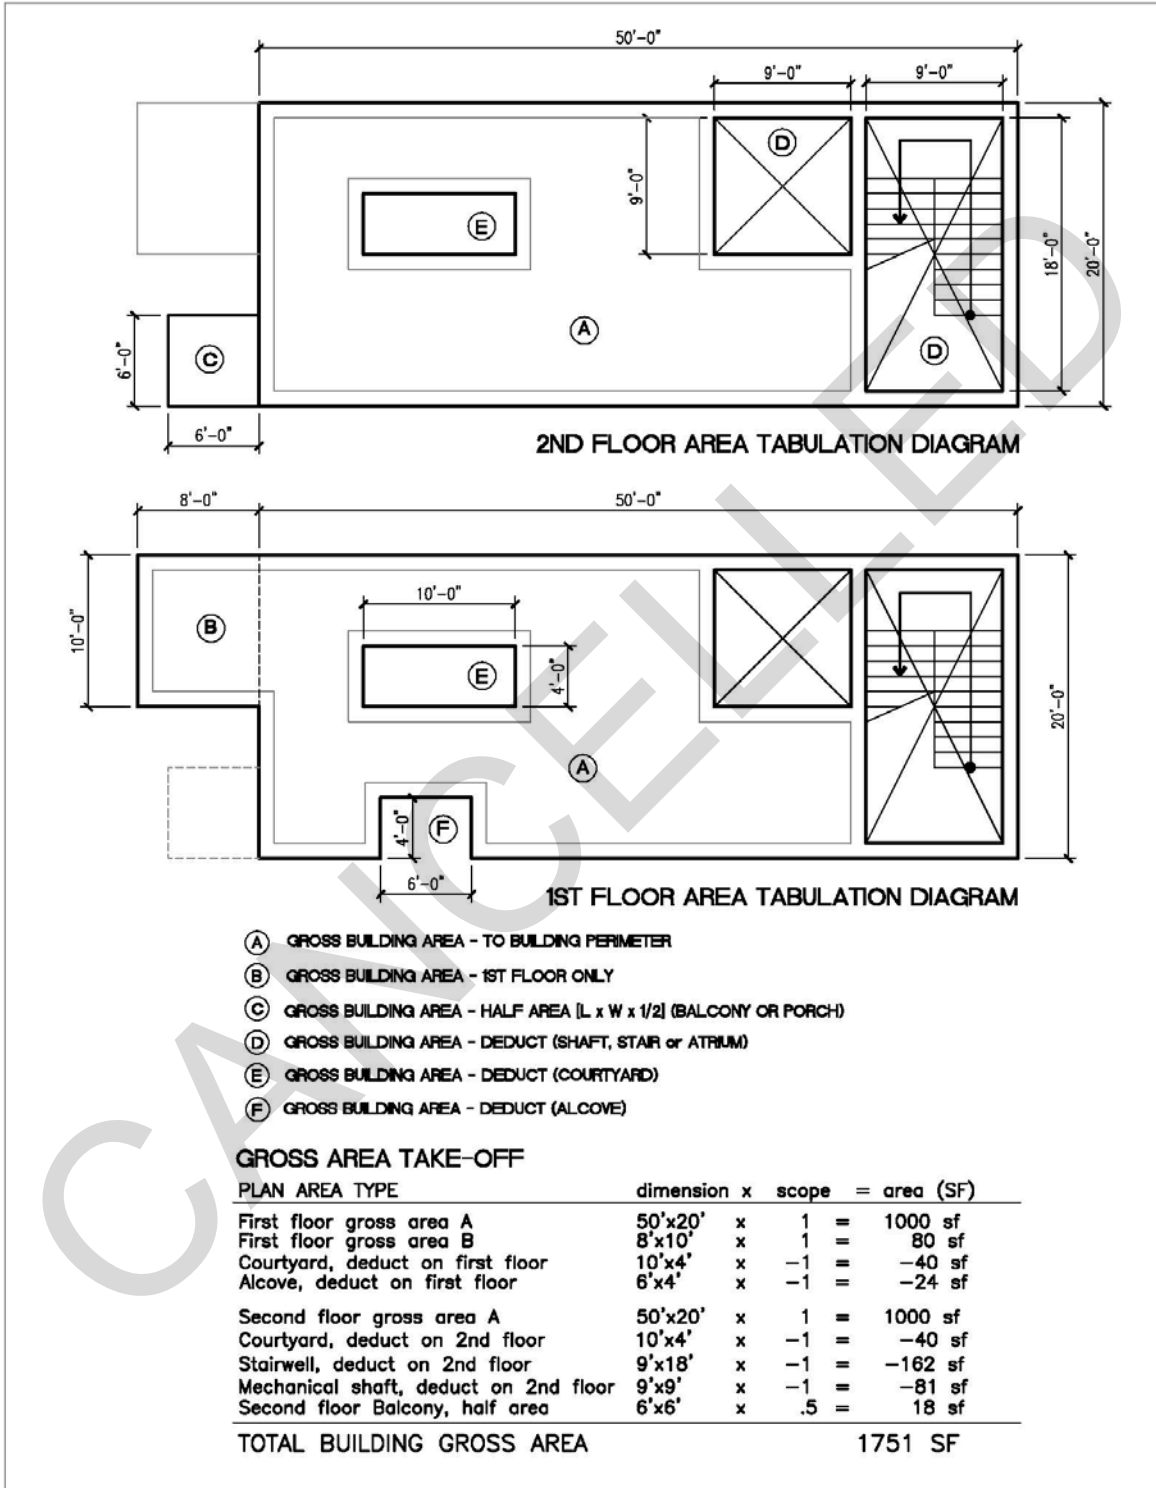 50'-0"
9'-0" 9'-0"
D
9'-0"
E
18'-0"
20'-0"
A
6'-0"
C
D
6'-0"
2ND FLOOR AREA TABULATION DIAGRAM
8'-0" 50'-0"
10'-0"
10'-0"
B
E
4'-0"
20'-0"
A
4'-0"
F
6'-0"
1ST FLOOR AREA TABULATION DIAGRAM
A GROSS BUILDING AREA - TO BUILDING PERIMETER
B GROSS BUILDING AREA - 1ST FLOOR ONLY
C GROSS BUILDING AREA - HALF AREA [L x W x 1/2] (BALCONY OR PORCH)
D GROSS BUILDING AREA - DEDUCT (SHAFT, STAIR or ATRIUM)
E GROSS BUILDING AREA - DEDUCT (COURTYARD)
F GROSS BUILDING AREA - DEDUCT (ALCOVE)
GROSS AREA TAKE-OFF
PLAN AREA TYPE dimension x scope = area (SF)
First floor gross area A 50'x20' x 1 = 1000 sf
First floor gross area B 8'x10' x 1 = 80 sf
Courtyard, deduct on first floor 10'x4' x -1 = -40 sf
Alcove, deduct on first floor 6'x4' x -1 = -24 sf
Second floor gross area A 50'x20' x 1 = 1000 sf
Courtyard, deduct on 2nd floor 10'x4' x -1 = -40 sf
Stairwell, deduct on 2nd floor 9'x18' x -1 = -162 sf
Mechanical shaft, deduct on 2nd floor 9'x9' x -1 = -81 sf
Second floor Balcony, half area 6'x6' x .5 = 18 sf
TOTAL BUILDING GROSS AREA 1751 SF
CANCELLED